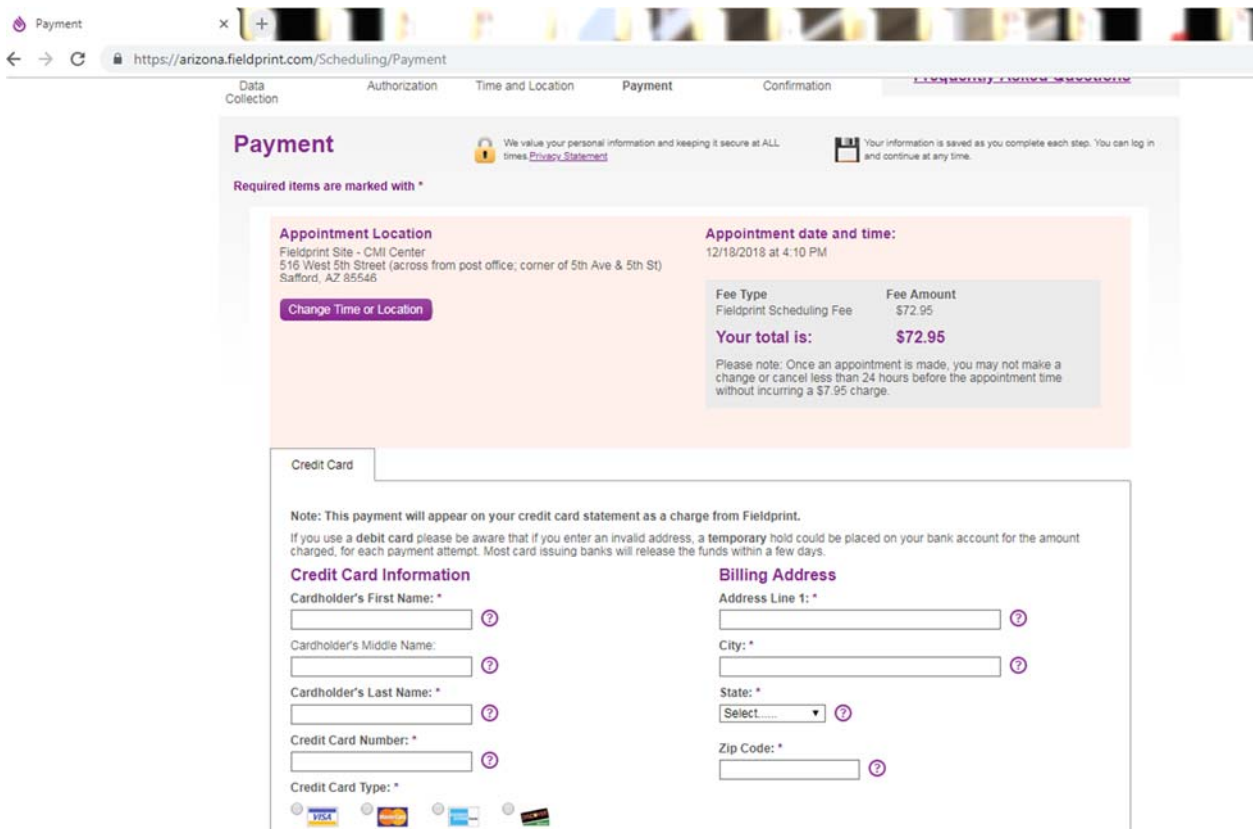 Payment
https://arizona.fieldprint.com/Scheduling/Payment
Frequently Asked Questions
Data
Collection
Authorization
Time and Location
Payment
Confirmation
Payment
We value your personal information and keeping it secure at ALL
times.Privacy Statement
Your information is saved as you complete each step. You can log in
and continue at any time.
Required items are marked with *
Appointment Location
Fieldprint Site - CMI Center
516 West 5th Street (across from post office; corner of 5th Ave & 5th St)
Safford, AZ 85546
Change Time or Location
Appointment date and time:
12/18/2018 at 4:10 PM
Fee Type Fee Amount
Fieldprint Scheduling Fee $72.95
Your total is: $72.95
Please note: Once an appointment is made, you may not make a
change or cancel less than 24 hours before the appointment time
without incurring a $7.95 charge.
Credit Card
Note: This payment will appear on your credit card statement as a charge from Fieldprint.
If you use a debit card please be aware that if you enter an invalid address, a temporary hold could be placed on your bank account for the amount
charged, for each payment attempt. Most card issuing banks will release the funds within a few days.
Credit Card Information
Cardholder's First Name: *
Cardholder's Middle Name:
Cardholder's Last Name: *
Credit Card Number: *
Credit Card Type: *
VISA
MasterCard
DISCOVER
Billing Address
Address Line 1: *
City: *
State: *
Select......
Zip Code: *